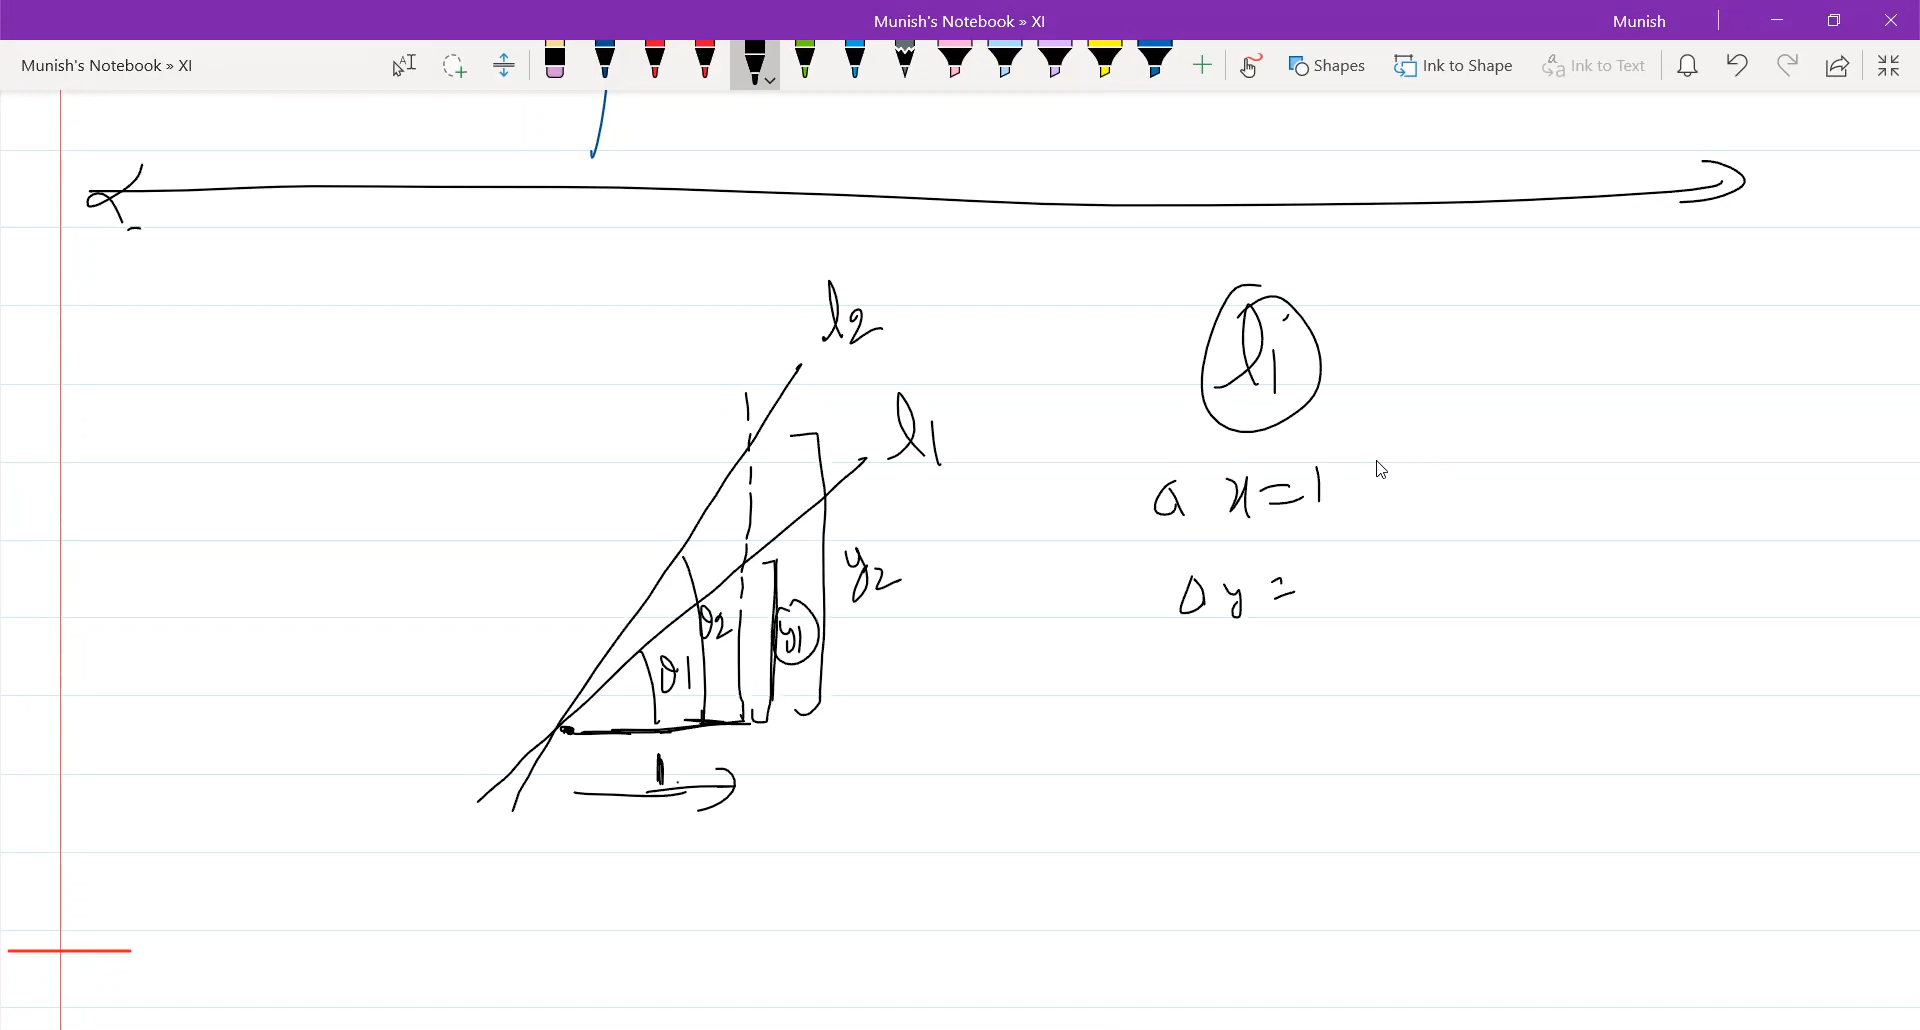 Munish's Notebook » XI
Munish
Munish's Notebook » XI
Shapes
Ink to Shape
Ink to Text
l2
l1
l1
a x=1
y2
Δy =
θ2
y1
θ1
1